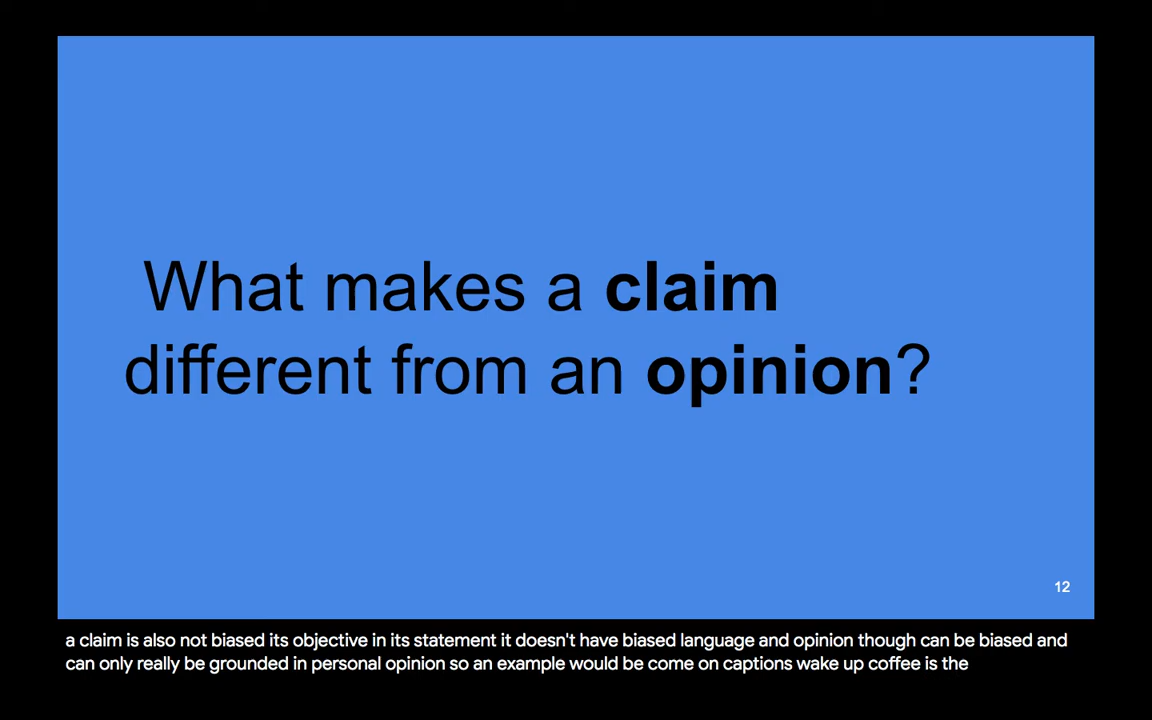 What makes a claim
different from an opinion?
12
a claim is also not biased its objective in its statement it doesn't have biased language and opinion though can be biased and
can only really be grounded in personal opinion so an example would be come on captions wake up coffee is the